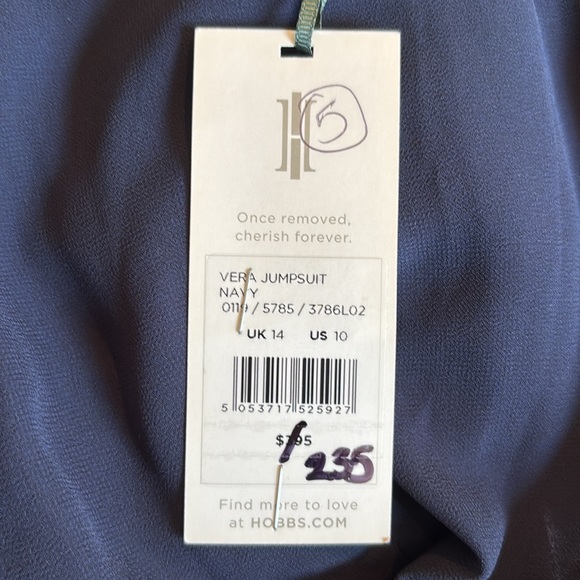 5
Once removed,
cherish forever.
VERA JUMPSUIT
NAVY
0119 / 5785 / 3786L02
UK 14 US 10
5 053717 525927
235
Find more to love
at HOBBS.COM